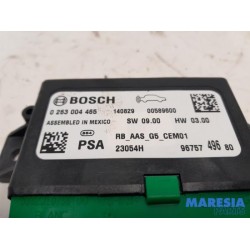 BOSCH
0 263 004 465 140829 00589600
ASSEMBLED IN MEXICO SW 09.00 HW 03.00
RB_AAS_G5_CEM01
PSA 23054H 96757 496 80
MARESIA